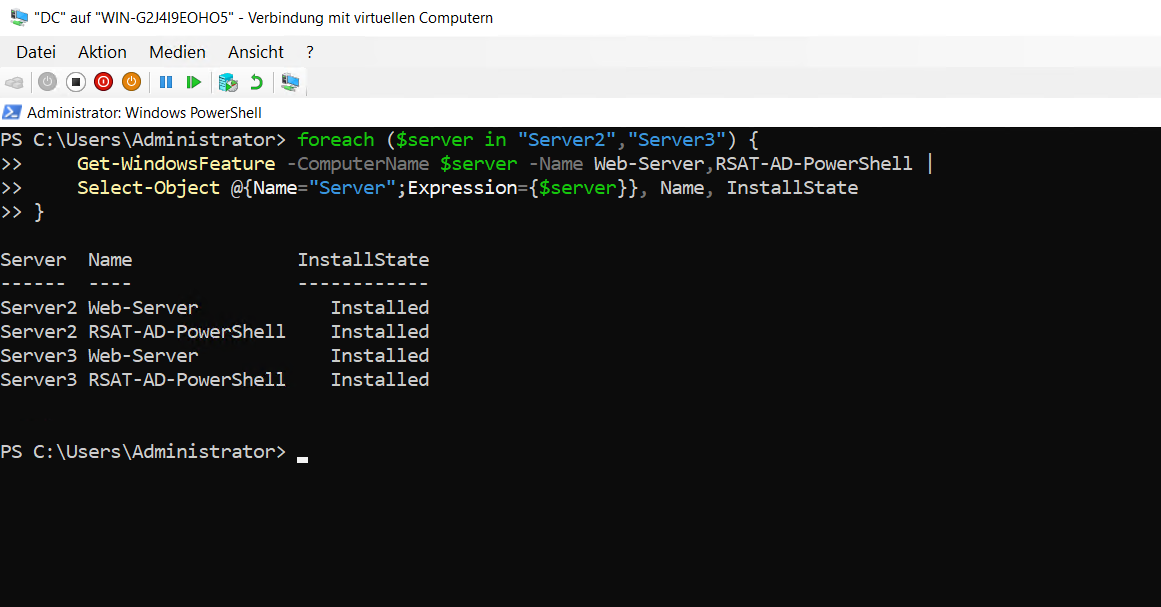 "DC" auf "WIN-G2J4I9EOHO5" - Verbindung mit virtuellen Computern
Datei Aktion Medien Ansicht ?
Administrator: Windows PowerShell
PS C:\Users\Administrator> foreach ($server in "Server2","Server3") {
>>     Get-WindowsFeature -ComputerName $server -Name Web-Server,RSAT-AD-PowerShell |
>>     Select-Object @{Name="Server";Expression={$server}}, Name, InstallState
>> }
Server  Name               InstallState
------  ----               ------------
Server2 Web-Server            Installed
Server2 RSAT-AD-PowerShell    Installed
Server3 Web-Server            Installed
Server3 RSAT-AD-PowerShell    Installed
PS C:\Users\Administrator>